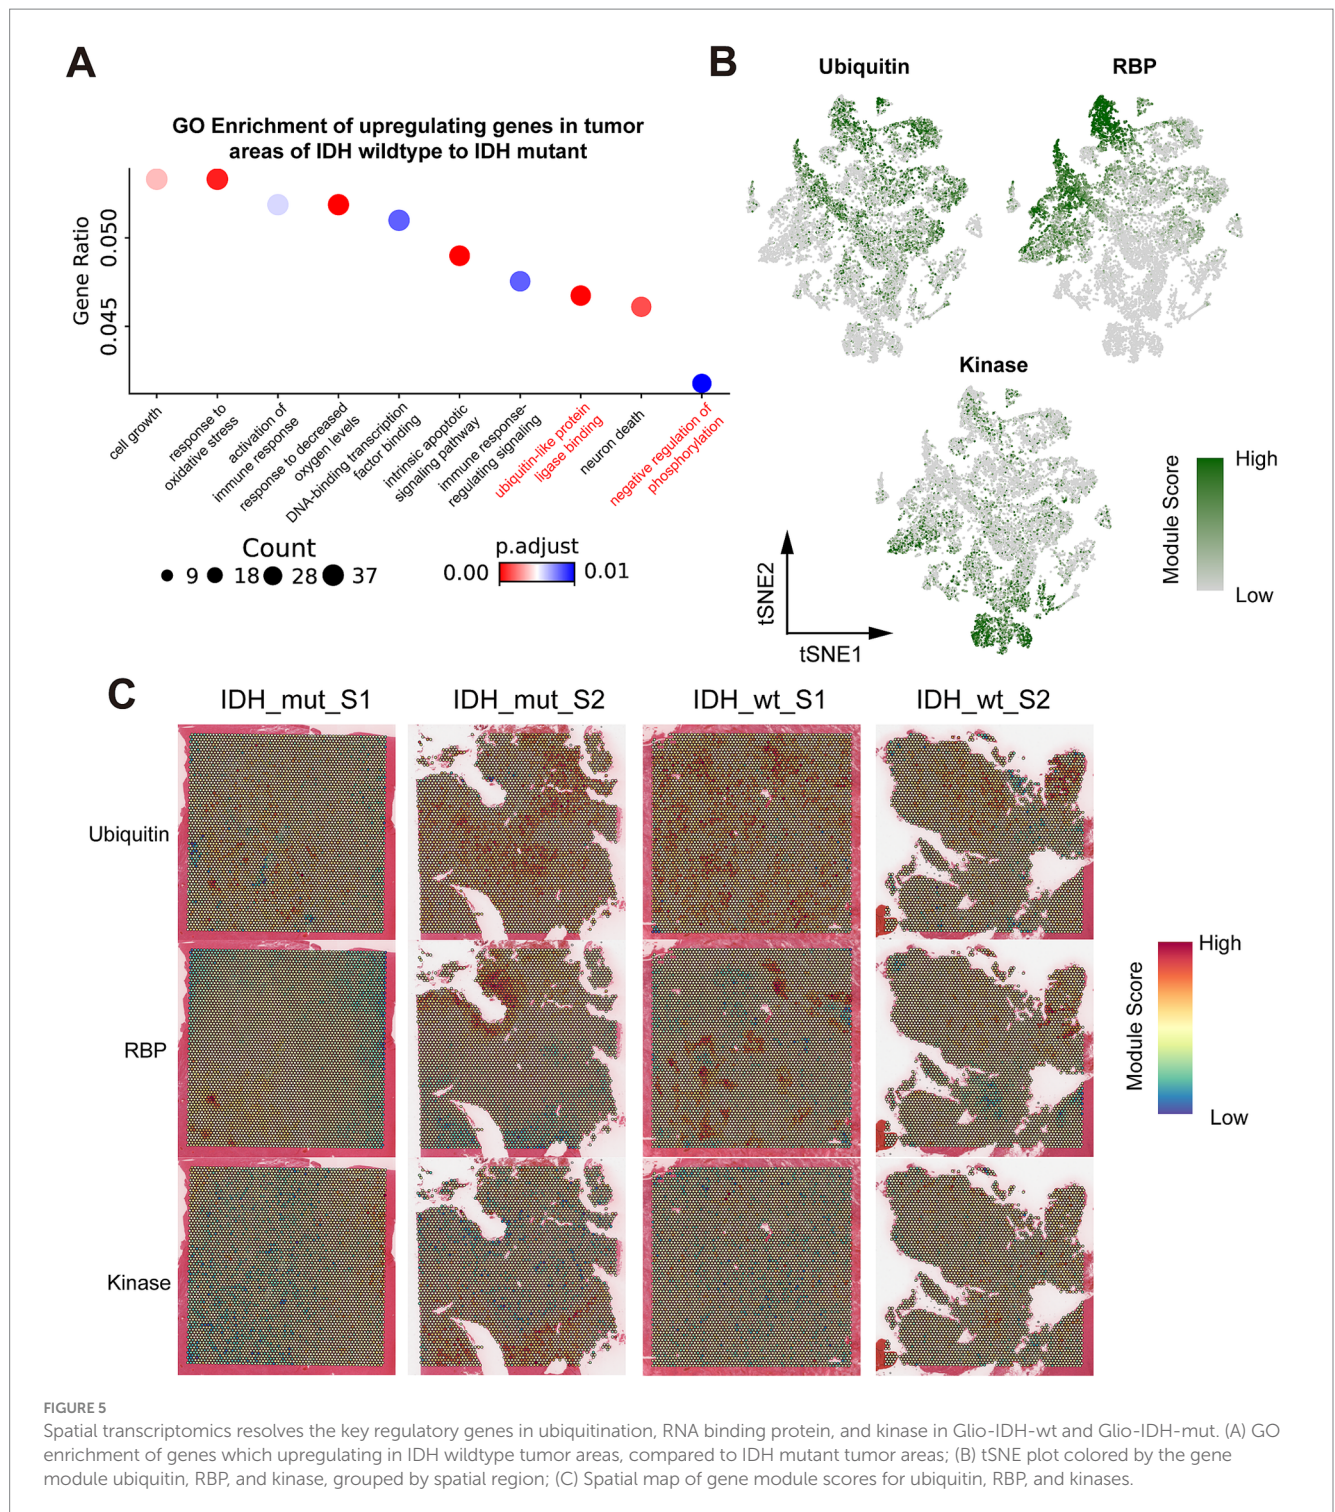 A
GO Enrichment of upregulating genes in tumor
areas of IDH wildtype to IDH mutant
Gene Ratio
0.050
0.045
cell growth
response to
oxidative stress
activation of
immune response
response to decreased
oxygen levels
DNA-binding transcription
factor binding
intrinsic apoptotic
signaling pathway
immune response-
regulating signaling
ubiquitin-like protein
ligase binding
neuron death
negative regulation of
phosphorylation
Count
9 18 28 37
p.adjust
0.00 0.01
B
Ubiquitin
RBP
Kinase
tSNE2
tSNE1
Module Score
High
Low
C
IDH_mut_S1 IDH_mut_S2 IDH_wt_S1 IDH_wt_S2
Ubiquitin
RBP
Kinase
Module Score
High
Low
FIGURE 5
Spatial transcriptomics resolves the key regulatory genes in ubiquitination, RNA binding protein, and kinase in Glio-IDH-wt and Glio-IDH-mut. (A) GO
enrichment of genes which upregulating in IDH wildtype tumor areas, compared to IDH mutant tumor areas; (B) tSNE plot colored by the gene
module ubiquitin, RBP, and kinase, grouped by spatial region; (C) Spatial map of gene module scores for ubiquitin, RBP, and kinases.